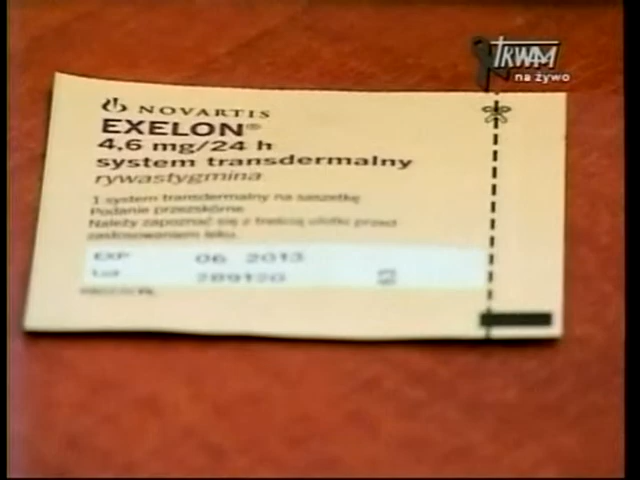 TRWAM
na żywo
NOVARTIS
EXELON®
4,6 mg/24 h
system transdermalny
rywastygmina
1 system transdermalny na saszetkę
Podanie przezskórne
Należy zapoznać się z treścią ulotki przed
zastosowaniem leku.
EXP 06 2013
Lot